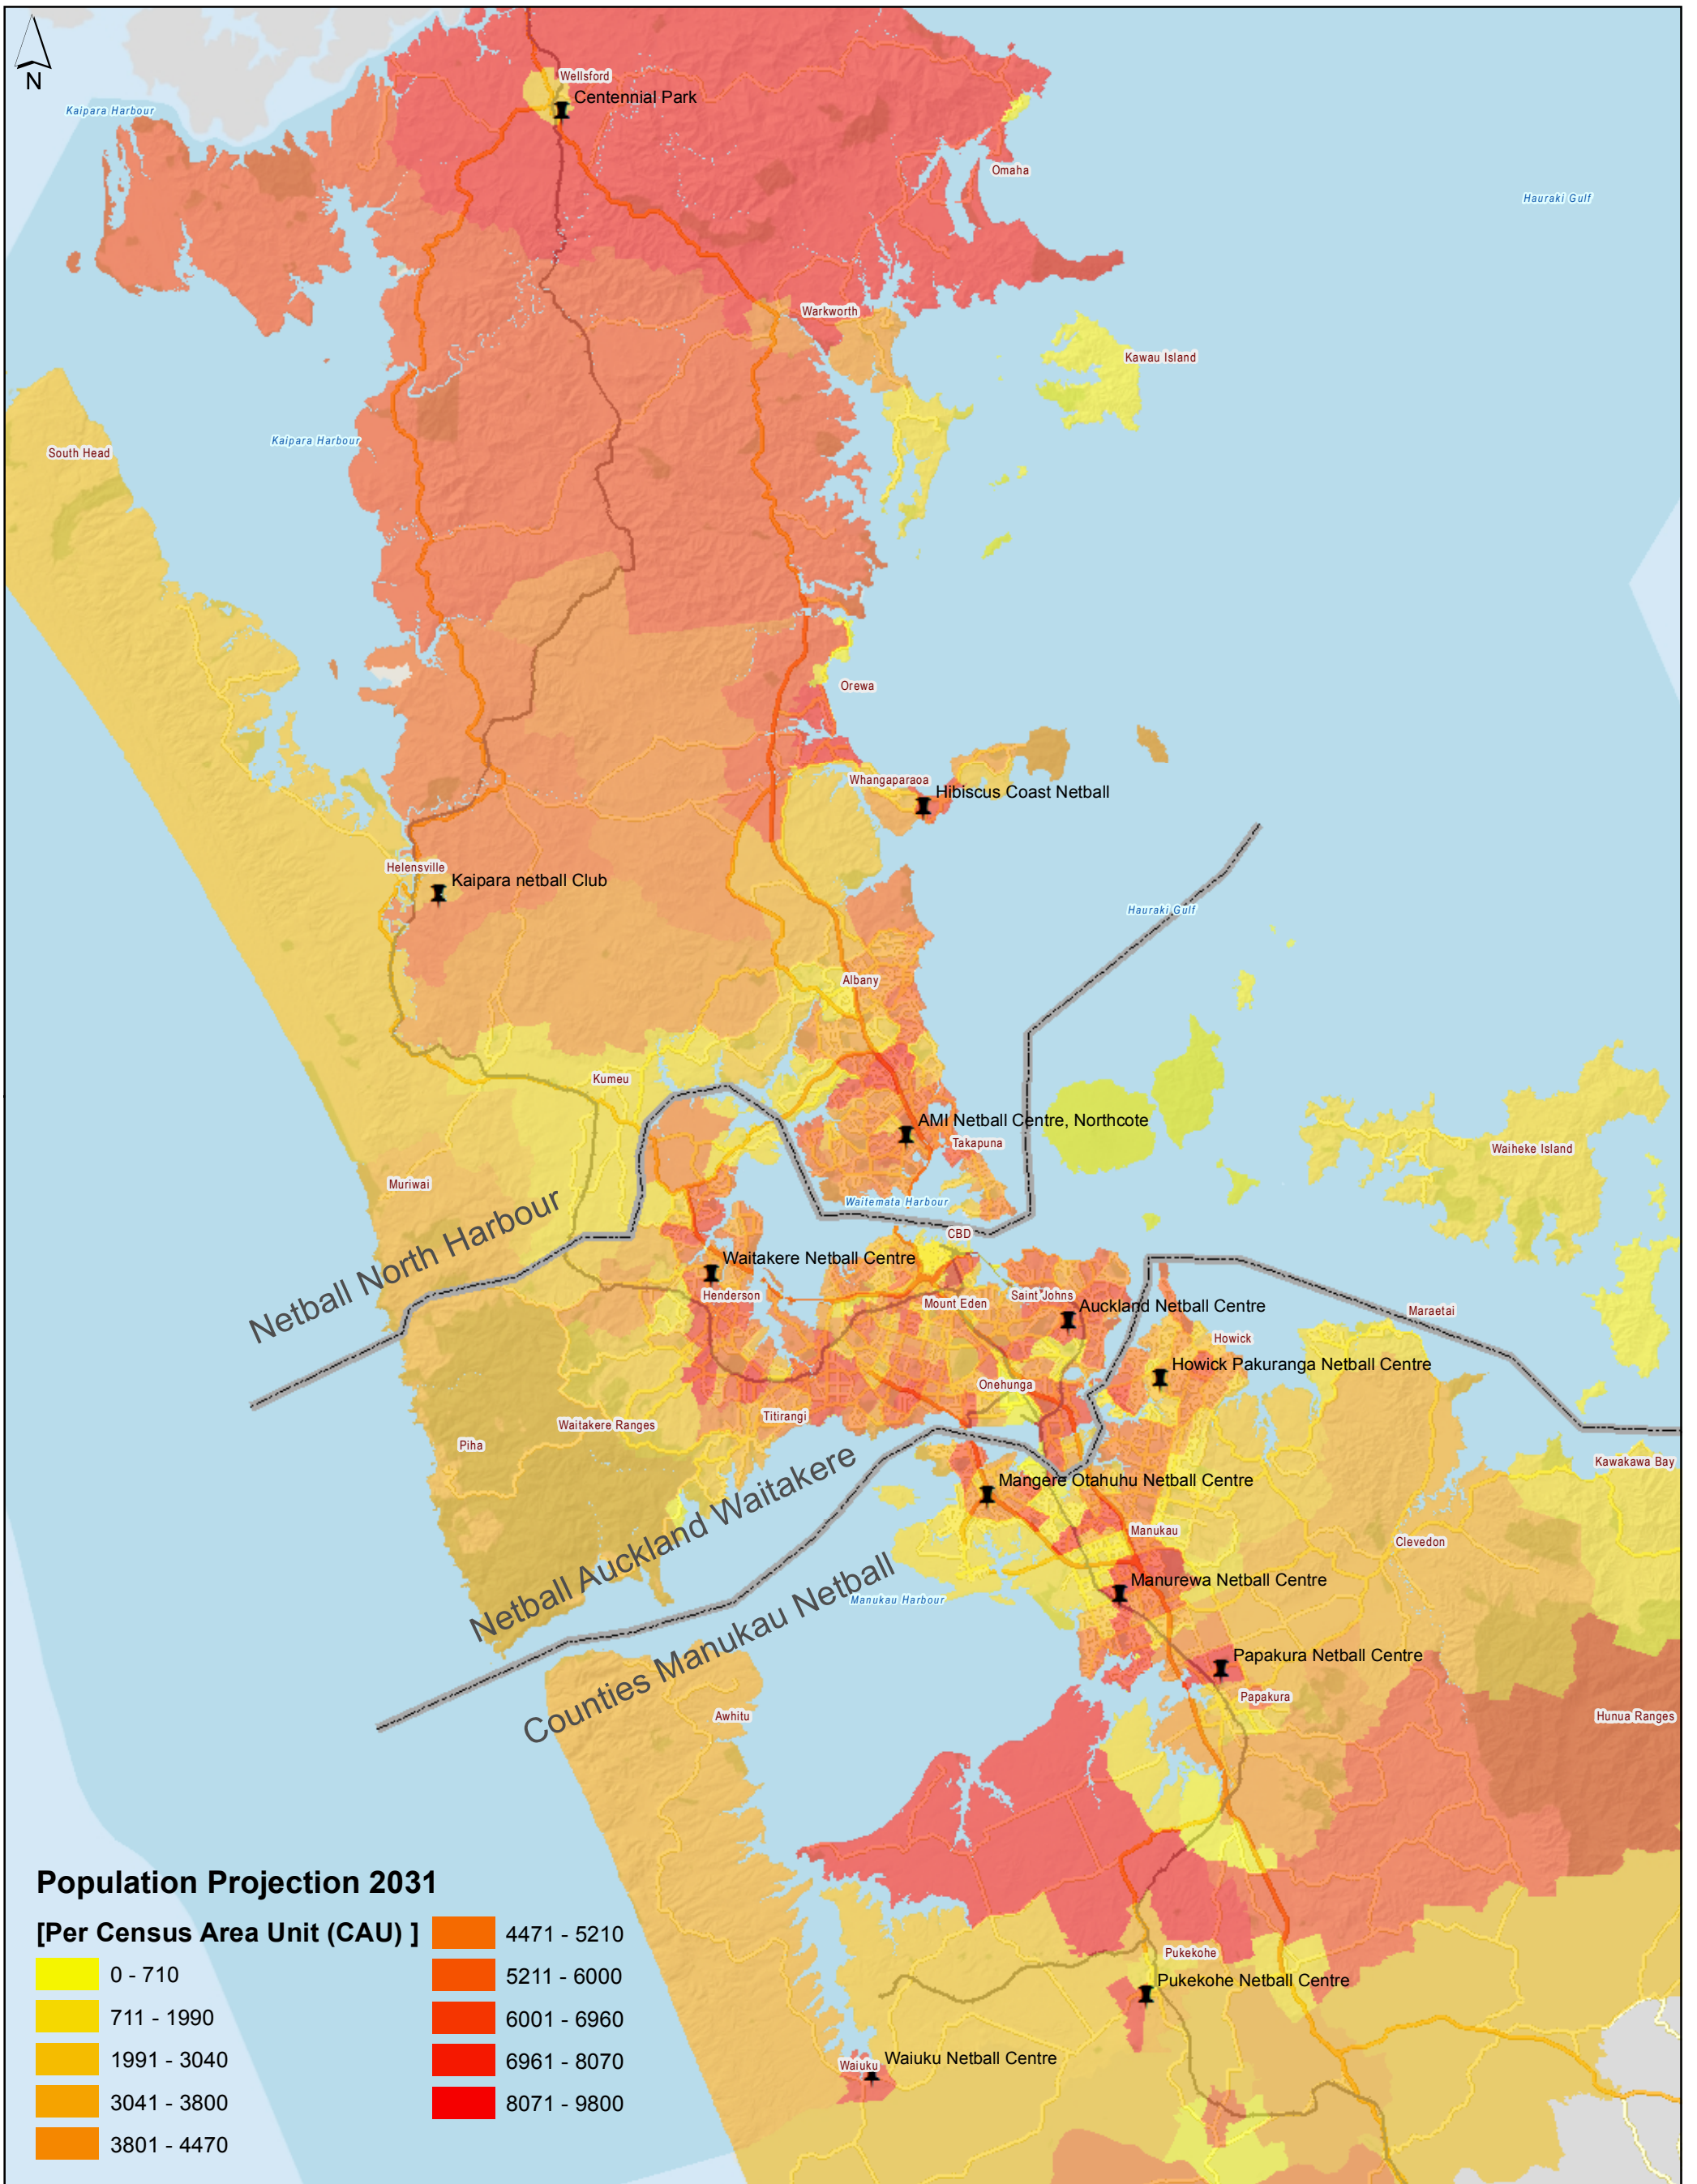 N
Wellsford
Centennial Park
Kaipara Harbour
Omaha
Hauraki Gulf
Warkworth
Kawau Island
Kaipara Harbour
South Head
Orewa
Whangaparaoa
Hibiscus Coast Netball
Helensville
Kaipara netball Club
Hauraki Gulf
Albany
Kumeu
AMI Netball Centre, Northcote
Takapuna
Waiheke Island
Muriwai
Waitemata Harbour
Netball North Harbour
CBD
Waitakere Netball Centre
Henderson
Mount Eden
Saint Johns
Auckland Netball Centre
Maraetai
Howick
Howick Pakuranga Netball Centre
Onehunga
Titirangi
Waitakere Ranges
Piha
Netball Auckland Waitakere
Kawakawa Bay
Mangere Otahuhu Netball Centre
Manukau
Clevedon
Manurewa Netball Centre
Manukau Harbour
Counties Manukau Netball
Papakura Netball Centre
Papakura
Awhitu
Hunua Ranges
Pukekohe
Pukekohe Netball Centre
Waiuku
Waiuku Netball Centre
Population Projection 2031
[Per Census Area Unit (CAU) ]
0 - 710
711 - 1990
1991 - 3040
3041 - 3800
3801 - 4470
4471 - 5210
5211 - 6000
6001 - 6960
6961 - 8070
8071 - 9800